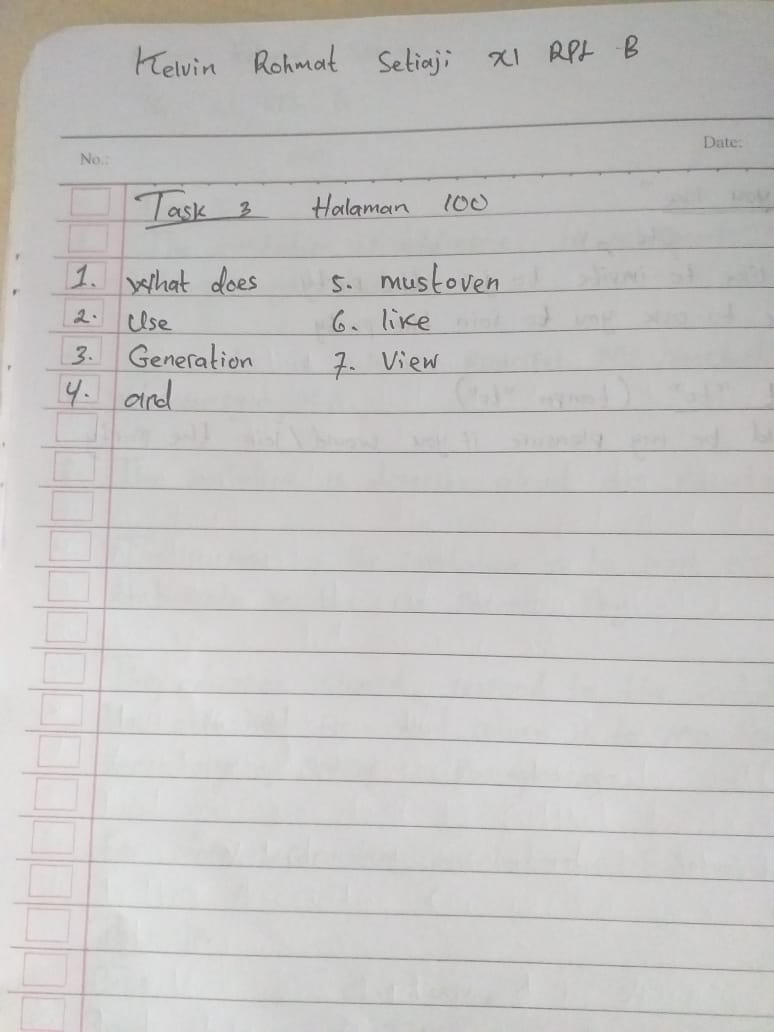 Kelvin Rohmat Setiaji XI RPL B
No.:
Date:
Task 3 Halaman 100
1. What does 5. mustoven
2. Use 6. like
3. Generation 7. View
4. and